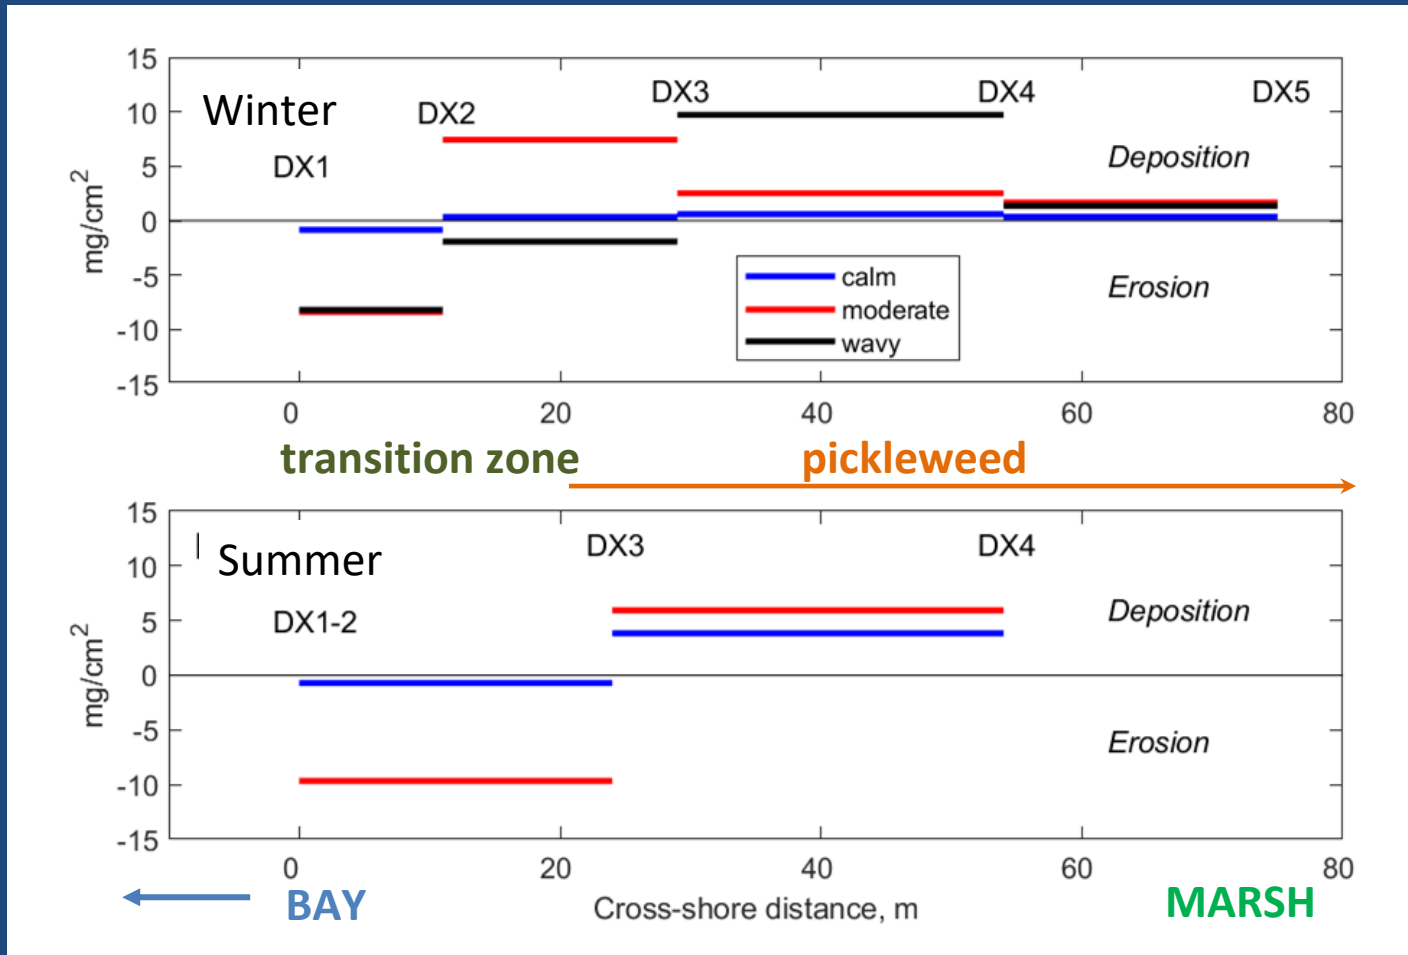 15
10
5
0
-5
-10
-15
mg/cm2
Winter
DX1
DX2
DX3
DX4
DX5
Deposition
Erosion
calm
moderate
wavy
0 20 40 60 80
transition zone
pickleweed
15
10
5
0
-5
-10
-15
mg/cm2
Summer
DX1-2
DX3
DX4
Deposition
Erosion
0 20 40 60 80
BAY
Cross-shore distance, m
MARSH